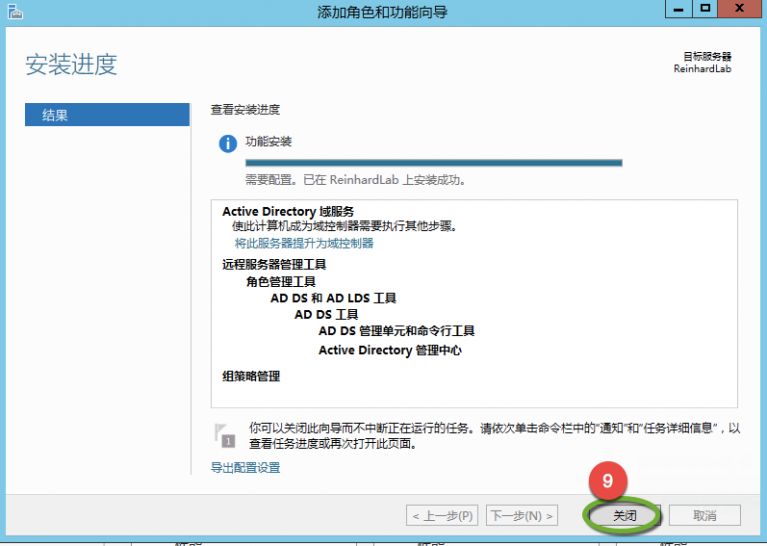 添加角色和功能向导
安装进度
目标服务器
ReinhardLab
结果
查看安装进度
功能安装
需要配置。已在 ReinhardLab 上安装成功。
Active Directory 域服务
使此计算机成为域控制器需要执行其他步骤。
将此服务器提升为域控制器
远程服务器管理工具
角色管理工具
AD DS 和 AD LDS 工具
AD DS 工具
AD DS 管理单元和命令行工具
Active Directory 管理中心
组策略管理
1
你可以关闭此向导而不中断正在运行的任务。请依次单击命令栏中的"通知"和"任务详细信息"，以
查看任务进度或再次打开此页面。
导出配置设置
9
< 上一步(P) 下一步(N) > 关闭 取消